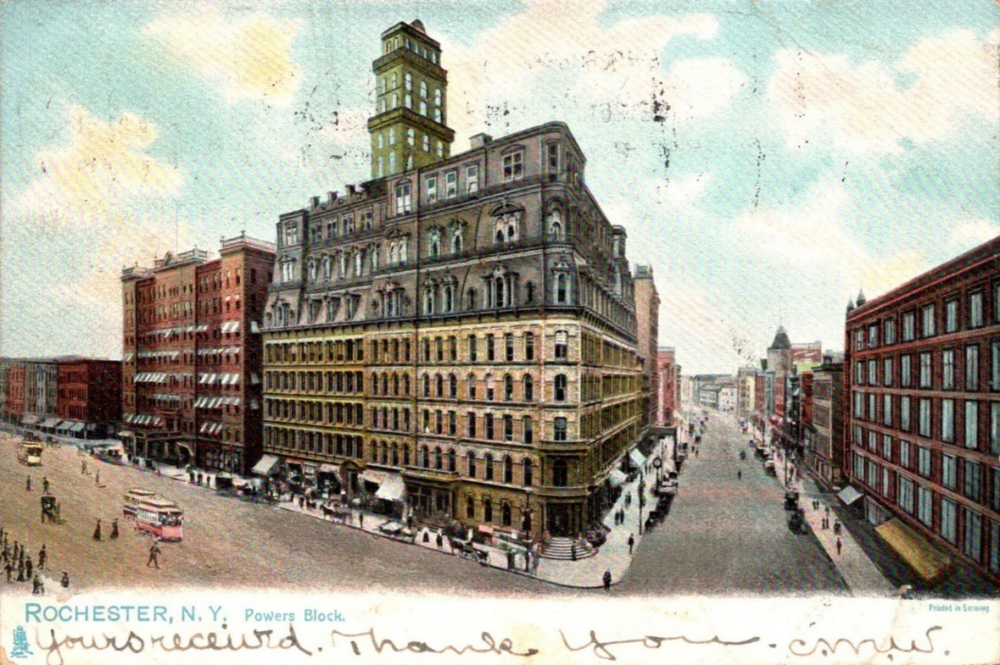 ROCHESTER, N.Y. Powers Block.
Printed in Germany.
Yours received. Thank You. C.M.W.